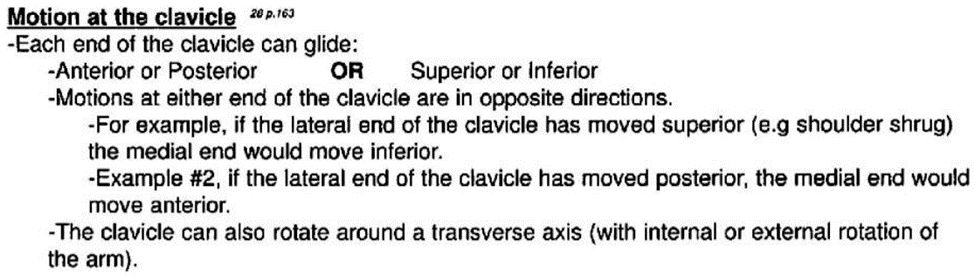 Motion at the clavicle 28 p.163
-Each end of the clavicle can glide:
-Anterior or Posterior OR Superior or Inferior
-Motions at either end of the clavicle are in opposite directions.
-For example, if the lateral end of the clavicle has moved superior (e.g shoulder shrug)
the medial end would move inferior.
-Example #2, if the lateral end of the clavicle has moved posterior, the medial end would
move anterior.
-The clavicle can also rotate around a transverse axis (with internal or external rotation of
the arm).